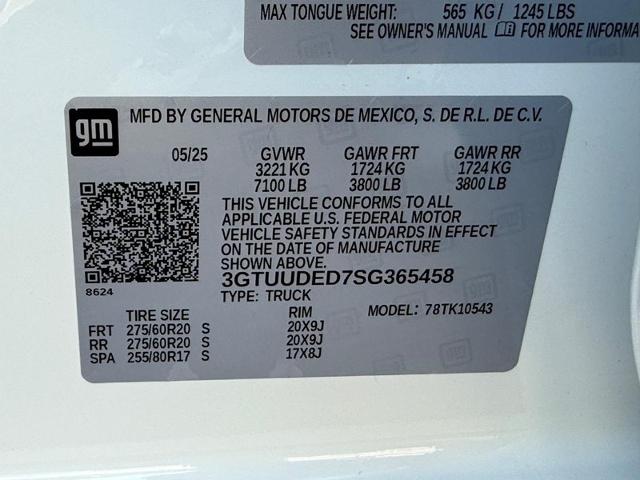 MAX TONGUE WEIGHT: 565 KG / 1245 LBS
SEE OWNER'S MANUAL FOR MORE INFORMA
gm
MFD BY GENERAL MOTORS DE MEXICO, S. DE R.L. DE C.V.
05/25 GVWR GAWR FRT GAWR RR
3221 KG 1724 KG 1724 KG
7100 LB 3800 LB 3800 LB
THIS VEHICLE CONFORMS TO ALL
APPLICABLE U.S. FEDERAL MOTOR
VEHICLE SAFETY STANDARDS IN EFFECT
ON THE DATE OF MANUFACTURE
SHOWN ABOVE.
3GTUUDED7SG365458
8624
TYPE: TRUCK
TIRE SIZE RIM MODEL: 78TK10543
FRT 275/60R20 S 20X9J
RR 275/60R20 S 20X9J
SPA 255/80R17 S 17X8J